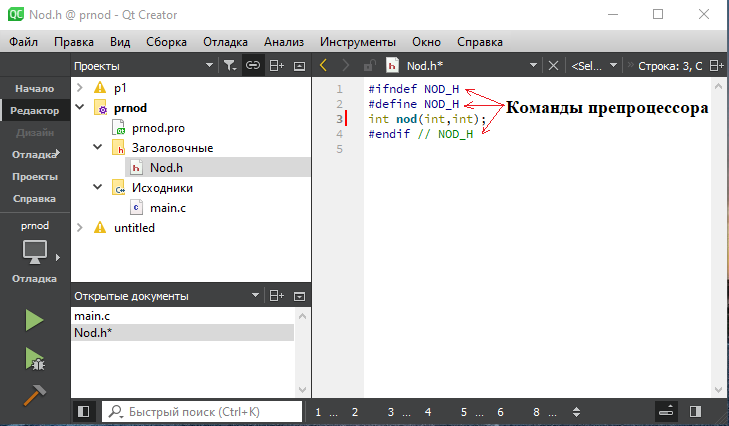 QC Nod.h @ prnod - Qt Creator
Файл Правка Вид Сборка Отладка Анализ Инструменты Окно Справка
Начало
Редактор
Дизайн
Отладка
Проекты
Справка
prnod
Отладка
Проекты
p1
prnod
prnod.pro
Заголовочные
Nod.h
Исходники
main.c
untitled
Открытые документы
main.c
Nod.h*
Nod.h* <Sel... » Строка: 3, С
1 #ifndef NOD_H
2 #define NOD_H
3 int nod(int,int);
4 #endif // NOD_H
5
Команды препроцессора
Быстрый поиск (Ctrl+K) 1 ... 2 3 ... 4 5 ... 6 8 ...